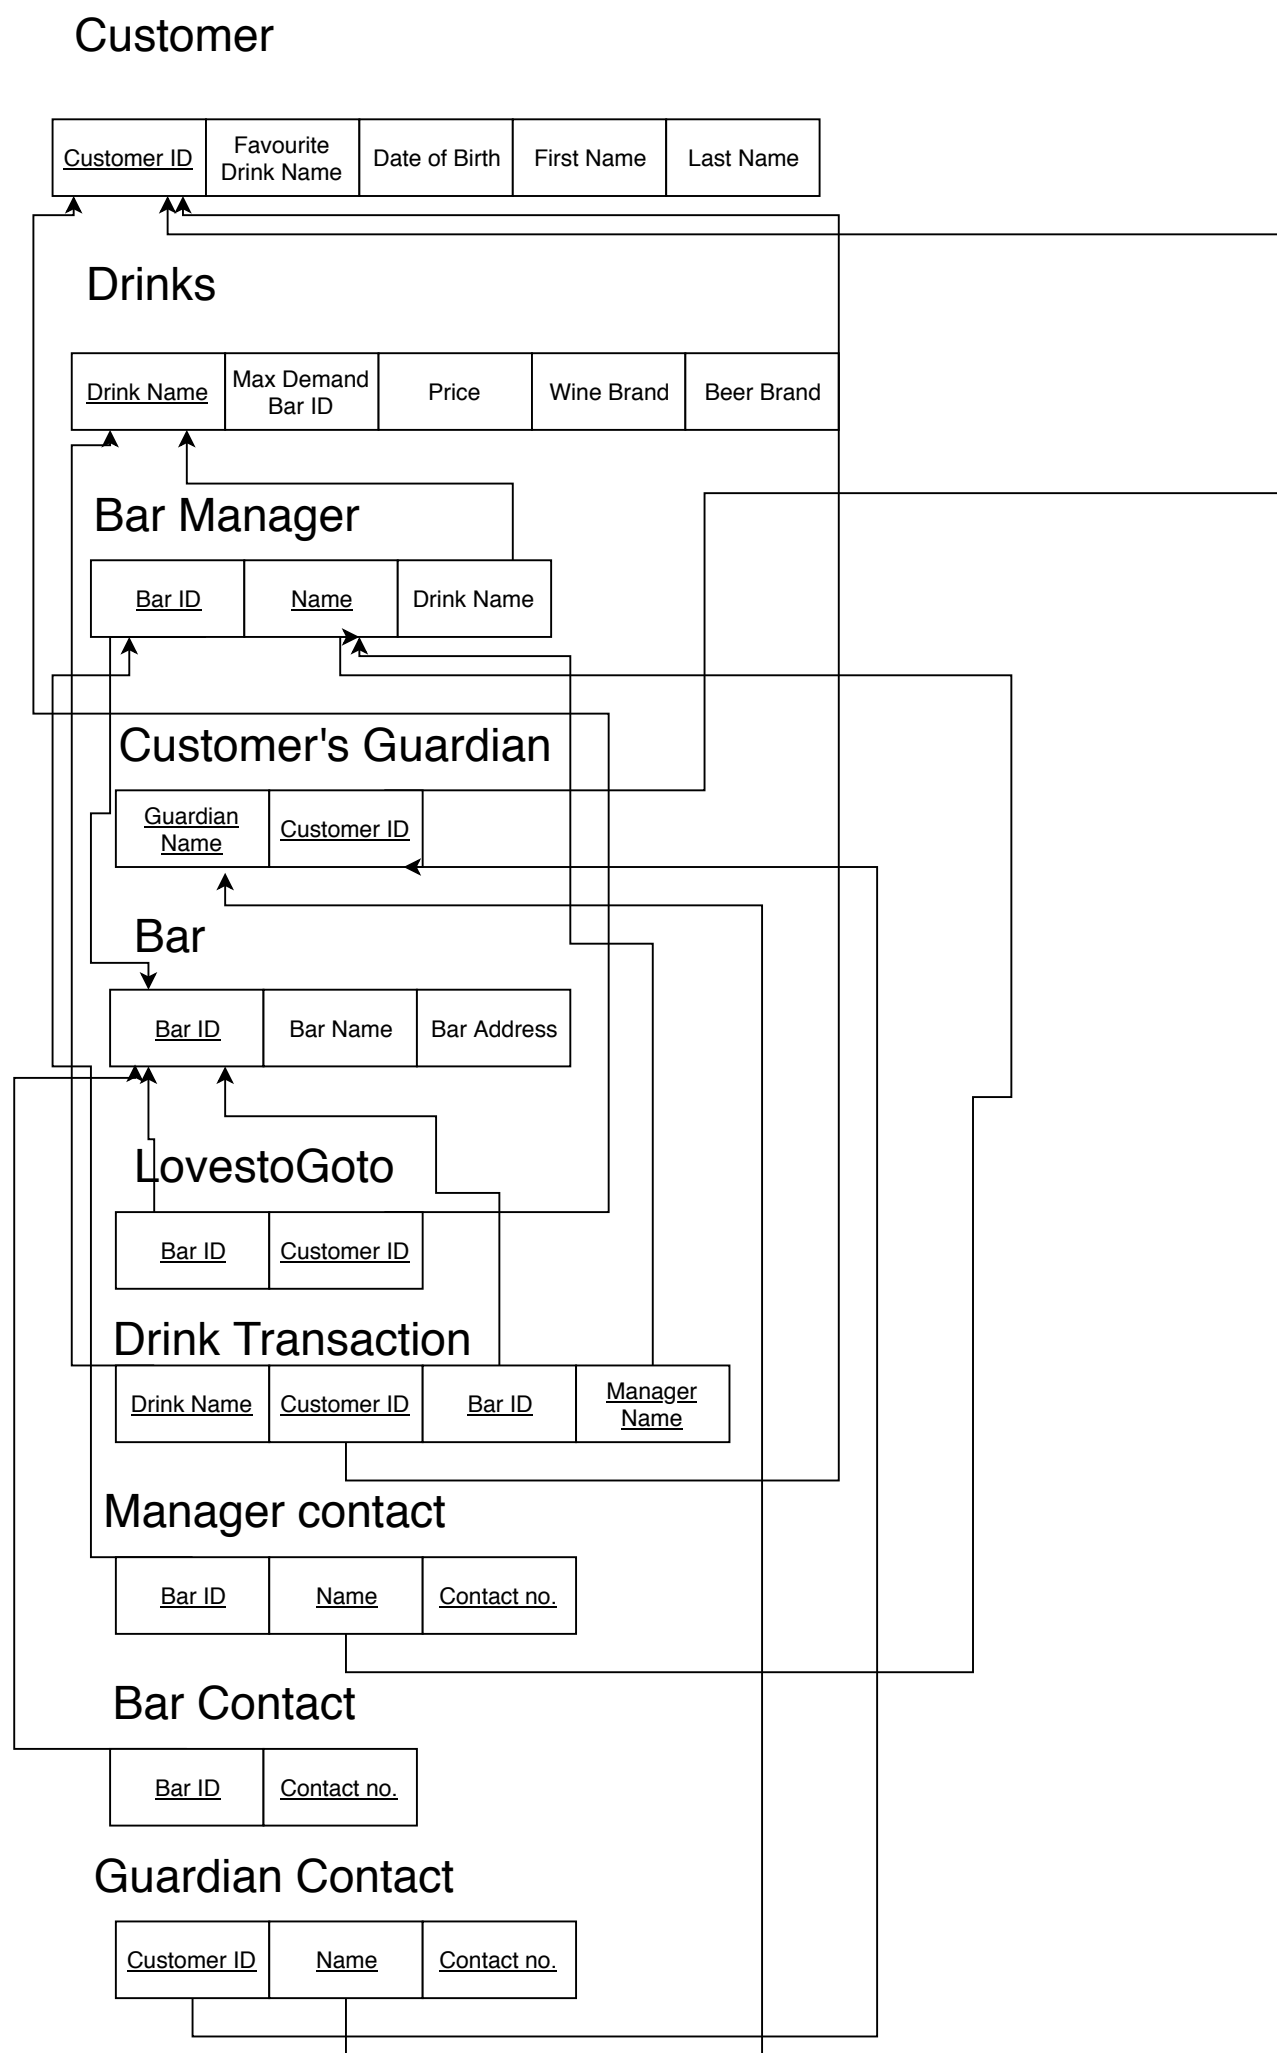 Customer
Customer ID
Favourite
Drink Name
Date of Birth
First Name
Last Name
Drinks
Drink Name
Max Demand
Bar ID
Price
Wine Brand
Beer Brand
Bar Manager
Bar ID
Name
Drink Name
Customer's Guardian
Guardian
Name
Customer ID
Bar
Bar ID
Bar Name
Bar Address
LovestoGoto
Bar ID
Customer ID
Drink Transaction
Drink Name
Customer ID
Bar ID
Manager
Name
Manager contact
Bar ID
Name
Contact no.
Bar Contact
Bar ID
Contact no.
Guardian Contact
Customer ID
Name
Contact no.